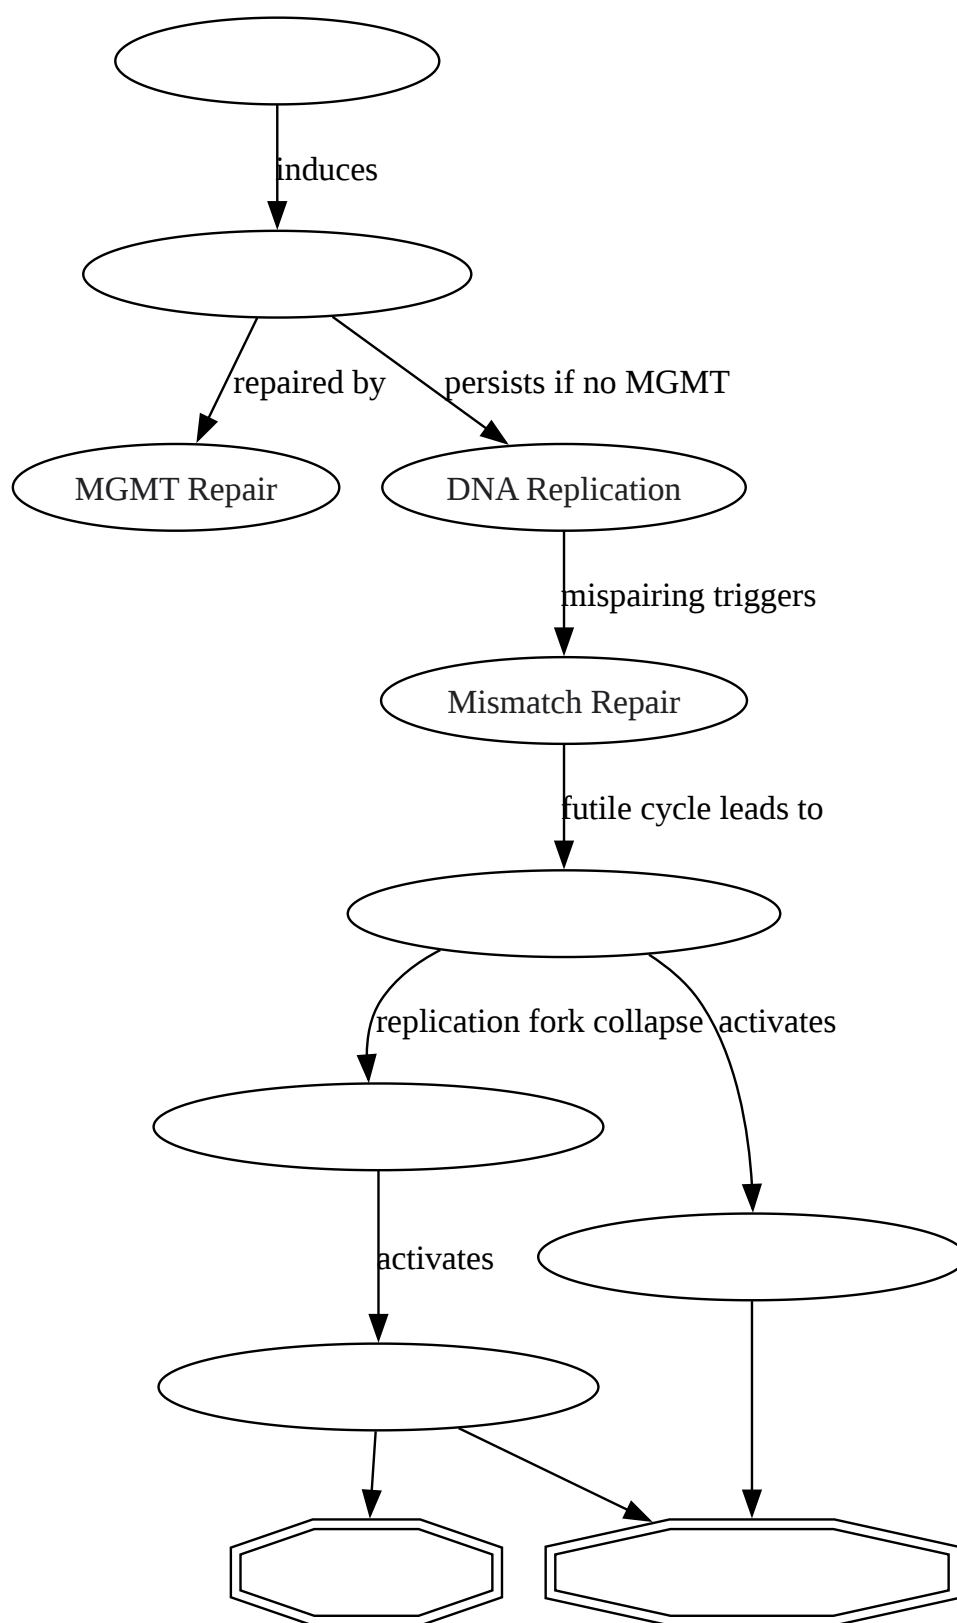 induces
repaired by
persists if no MGMT
MGMT Repair
DNA Replication
mispairing triggers
Mismatch Repair
futile cycle leads to
replication fork collapse
activates
activates